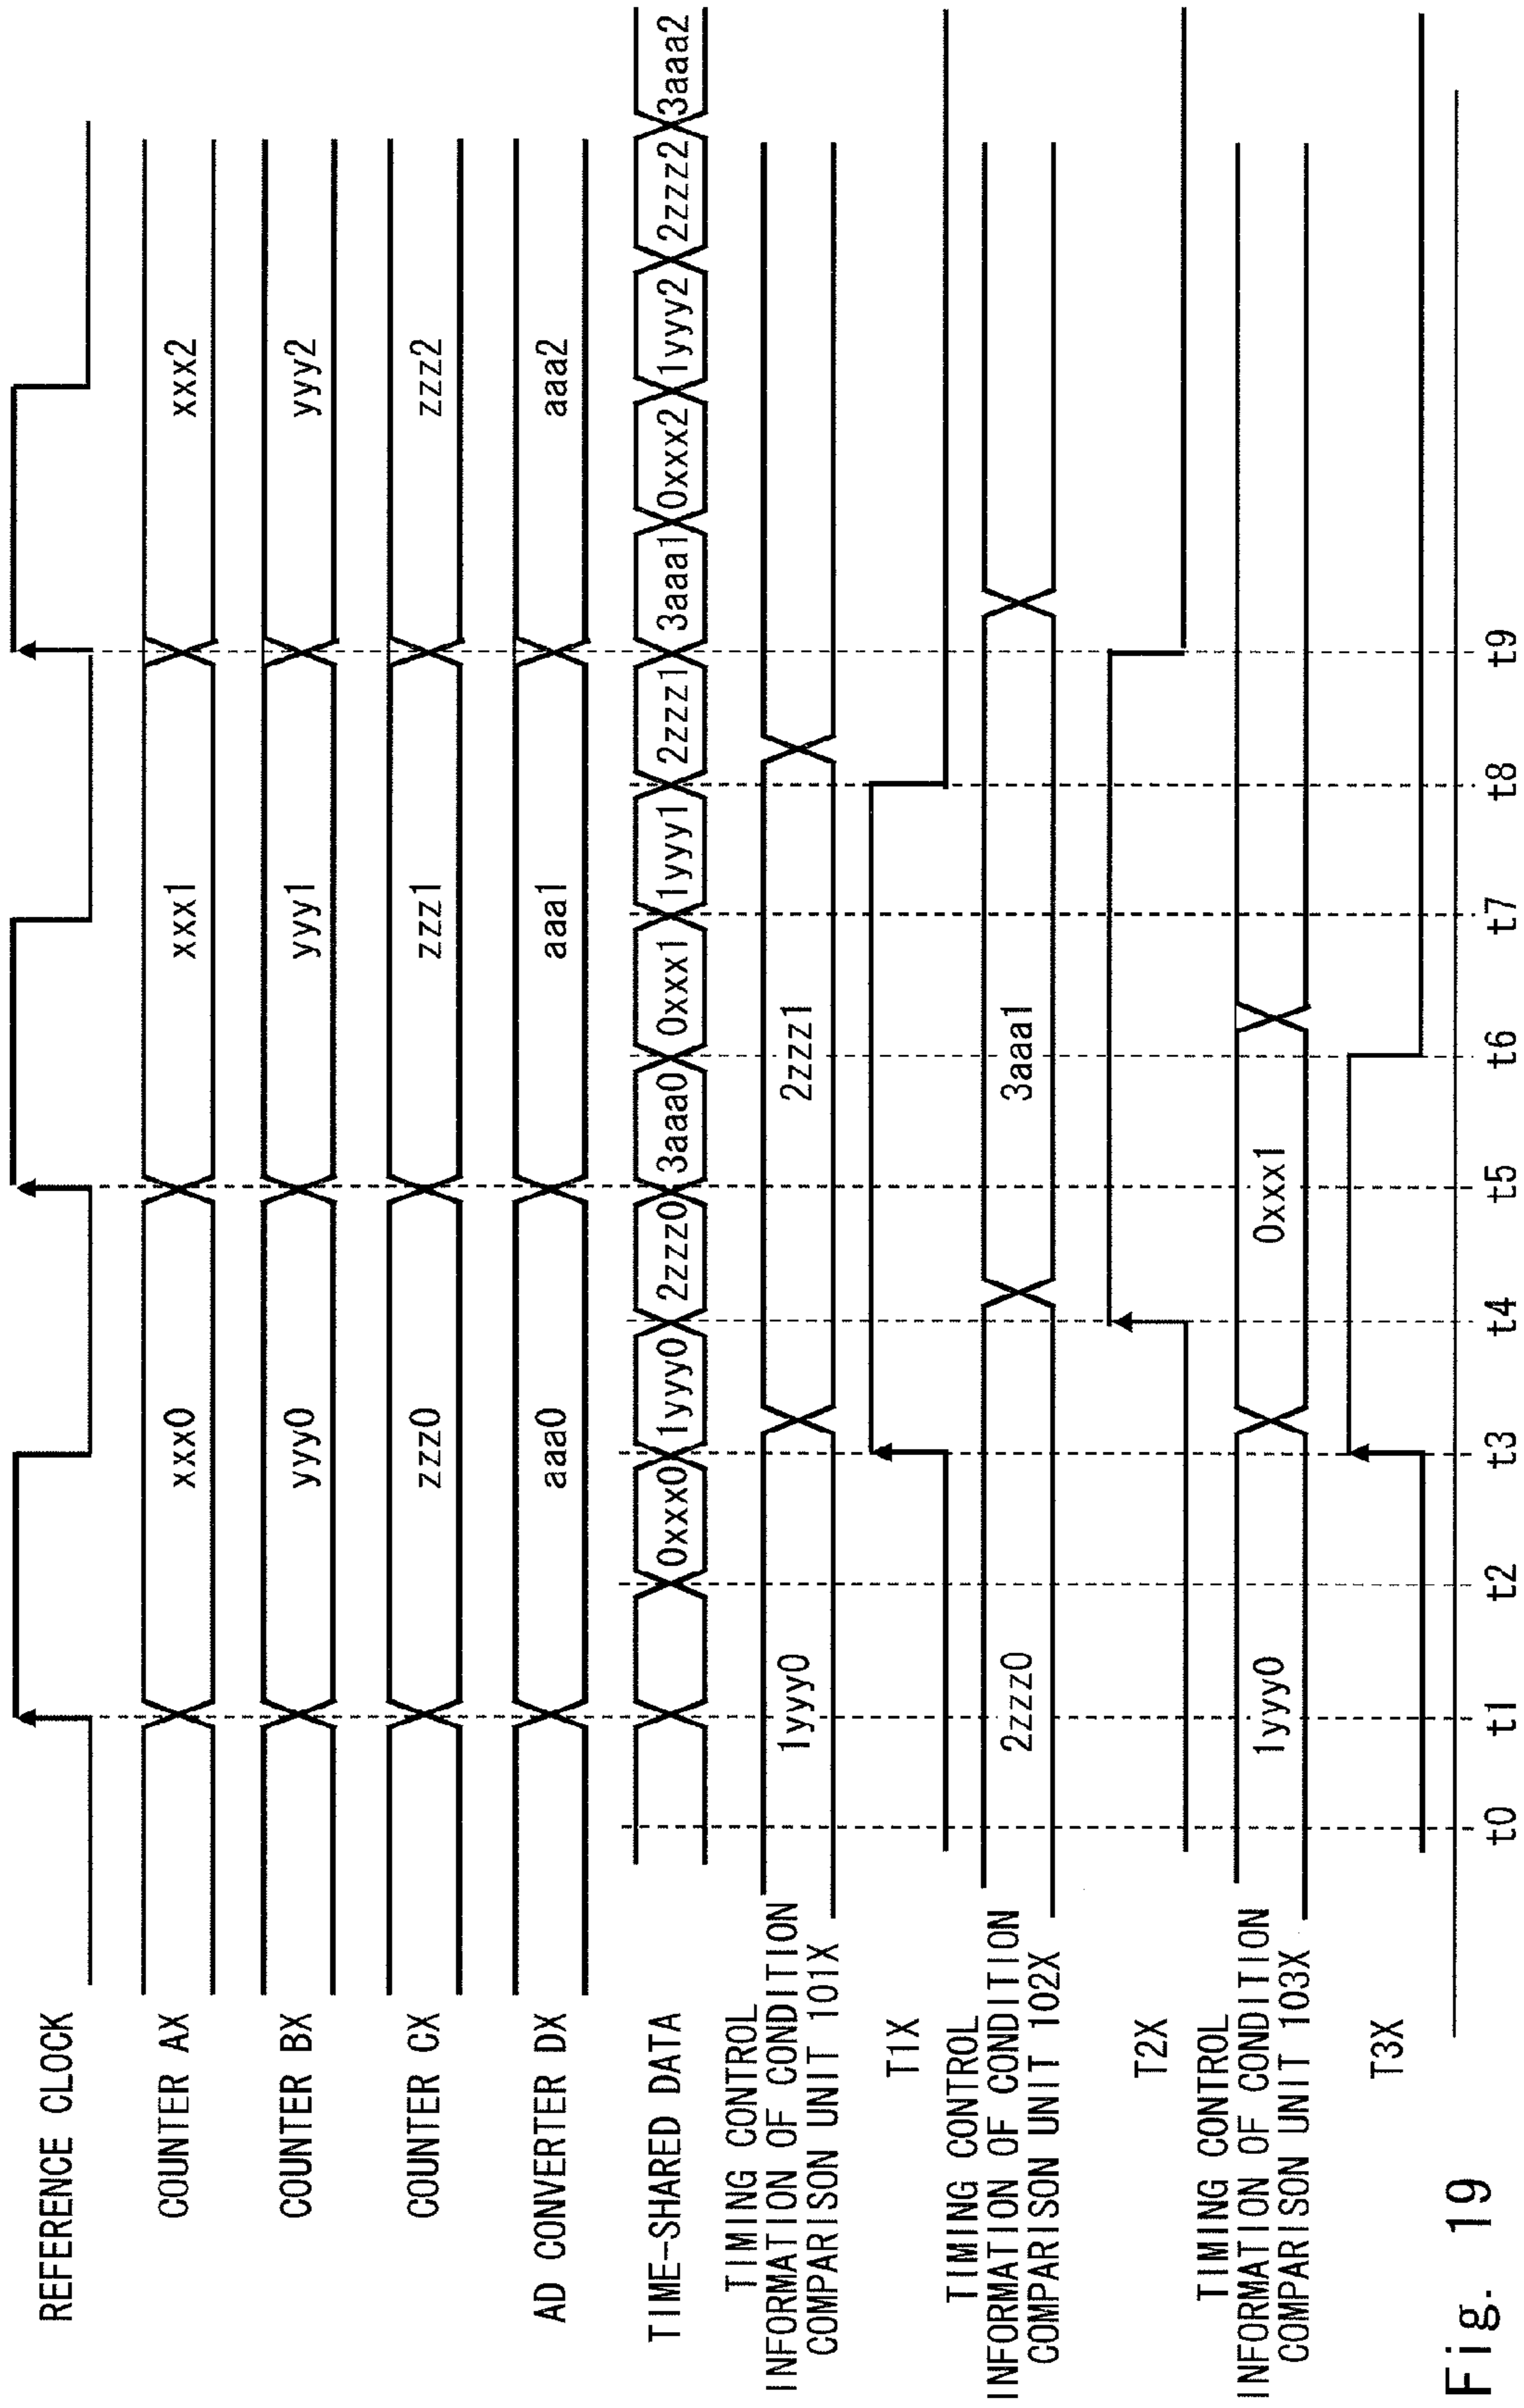 REFERENCE CLOCK
COUNTER AX
xxx0
xxx1
xxx2
COUNTER BX
yyy0
yyy1
yyy2
COUNTER CX
zzz0
zzz1
zzz2
AD CONVERTER DX
aaa0
aaa1
aaa2
TIME-SHARED DATA
0xxx0
1yyy0
2zzz0
3aaa0
0xxx1
1yyy1
2zzz1
3aaa1
0xxx2
1yyy2
2zzz2
3aaa2
TIMING CONTROL
INFORMATION OF CONDITION
COMPARISON UNIT 101X
1yyy0
2zzz1
T1X
TIMING CONTROL
INFORMATION OF CONDITION
COMPARISON UNIT 102X
2zzz0
3aaa1
T2X
TIMING CONTROL
INFORMATION OF CONDITION
COMPARISON UNIT 103X
1yyy0
0xxx1
T3X
t0
t1
t2
t3
t4
t5
t6
t7
t8
t9
Fig. 19